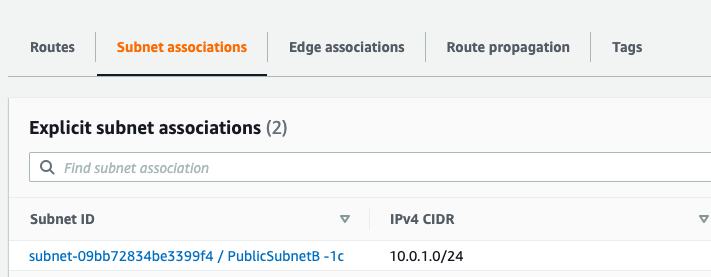 Routes Subnet associations Edge associations Route propagation Tags
Explicit subnet associations (2)
Find subnet association
Subnet ID IPv4 CIDR
subnet-09bb72834be3399f4 / PublicSubnetB -1c 10.0.1.0/24